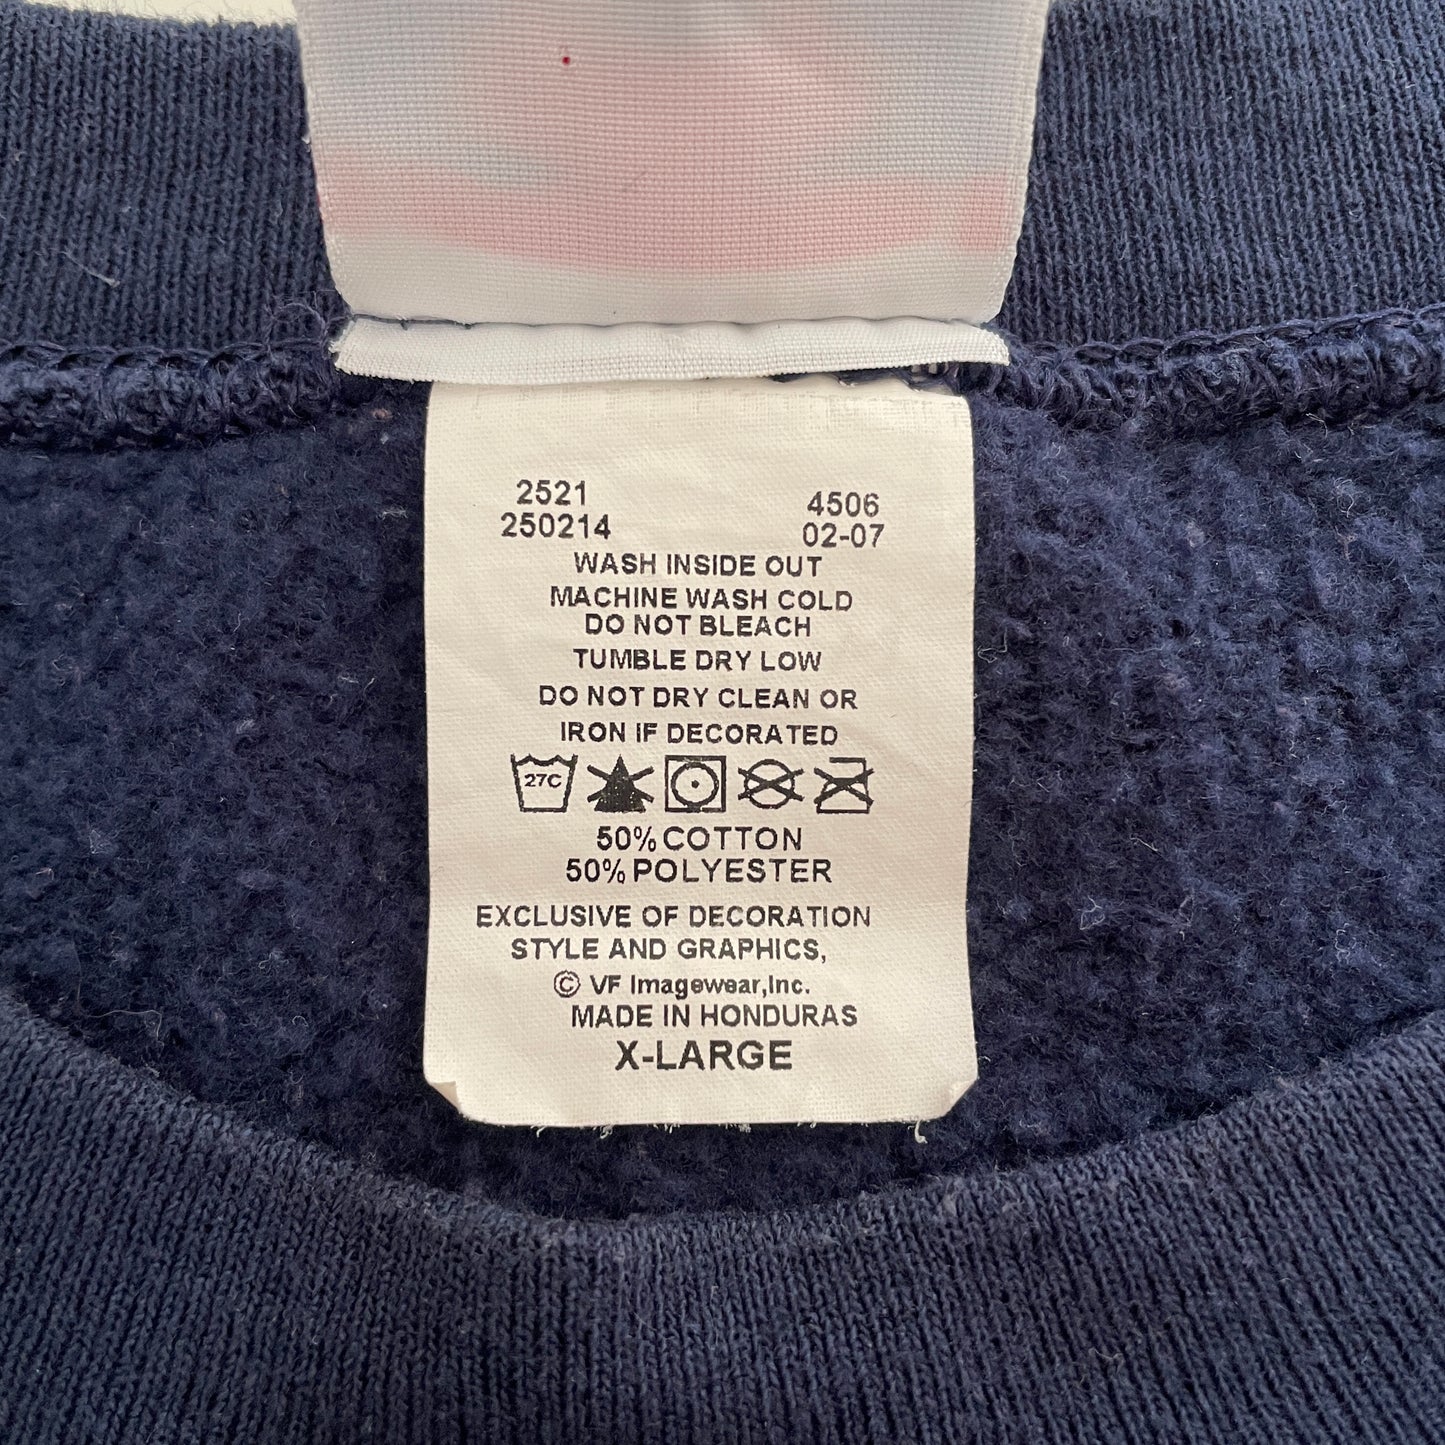 2521 4506
250214 02-07
WASH INSIDE OUT
MACHINE WASH COLD
DO NOT BLEACH
TUMBLE DRY LOW
DO NOT DRY CLEAN OR
IRON IF DECORATED
27C
50% COTTON
50% POLYESTER
EXCLUSIVE OF DECORATION
STYLE AND GRAPHICS,
© VF Imagewear,Inc.
MADE IN HONDURAS
X-LARGE